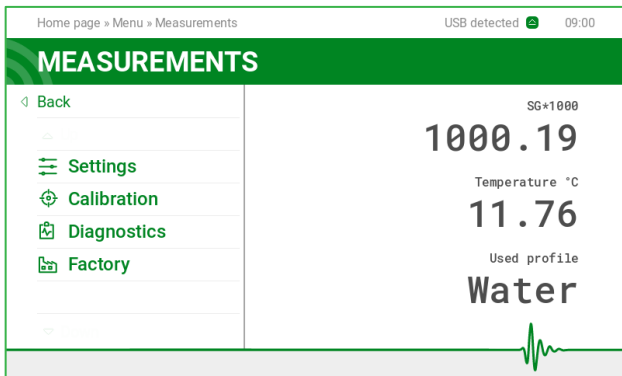 Home page » Menu » Measurements
USB detected
09:00
MEASUREMENTS
Back
Settings
Calibration
Diagnostics
Factory
SG*1000
1000.19
Temperature °C
11.76
Used profile
Water